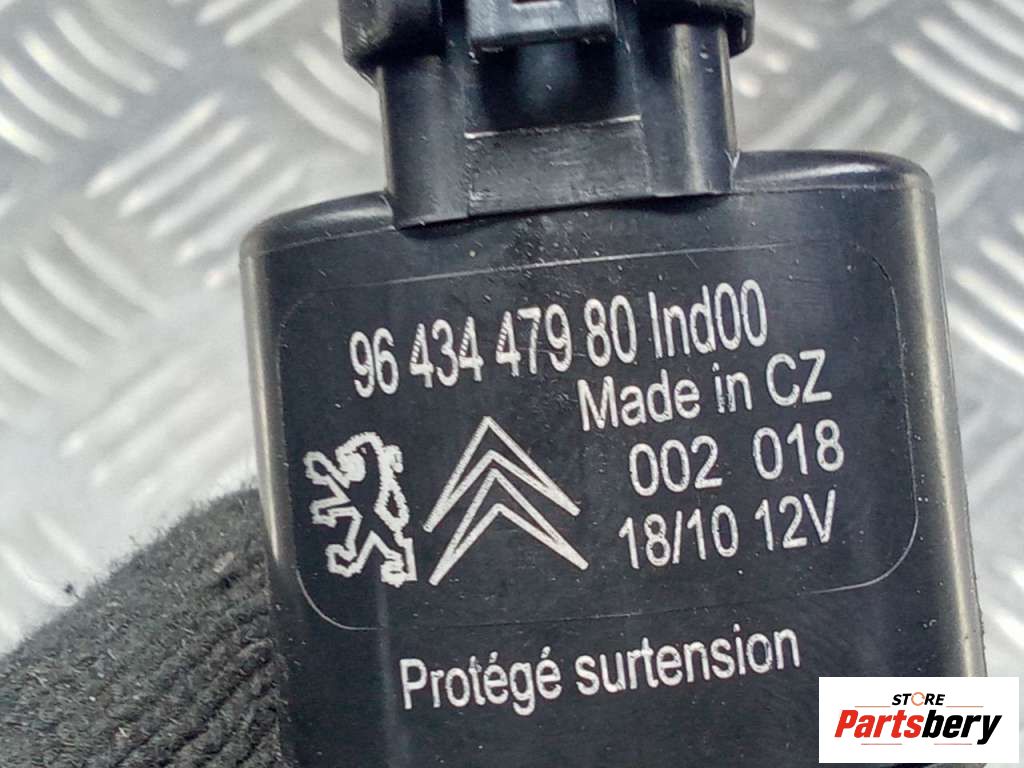 96 434 479 80 Ind00
Made in CZ
002 018
18/10 12V
Protégé surtension
STORE
Partsbery